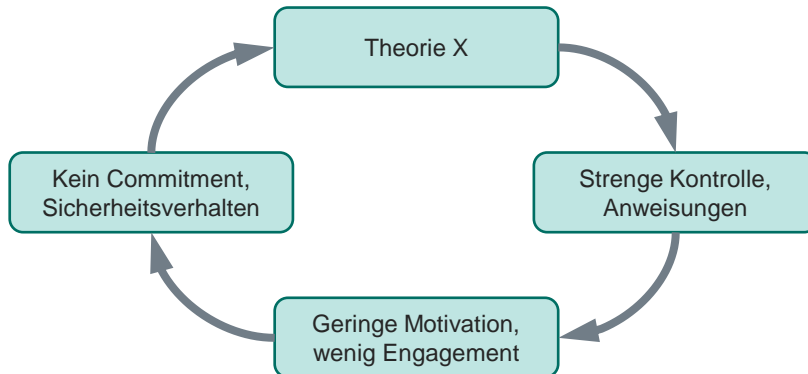 Theorie X
Strenge Kontrolle,
Anweisungen
Geringe Motivation,
wenig Engagement
Kein Commitment,
Sicherheitsverhalten